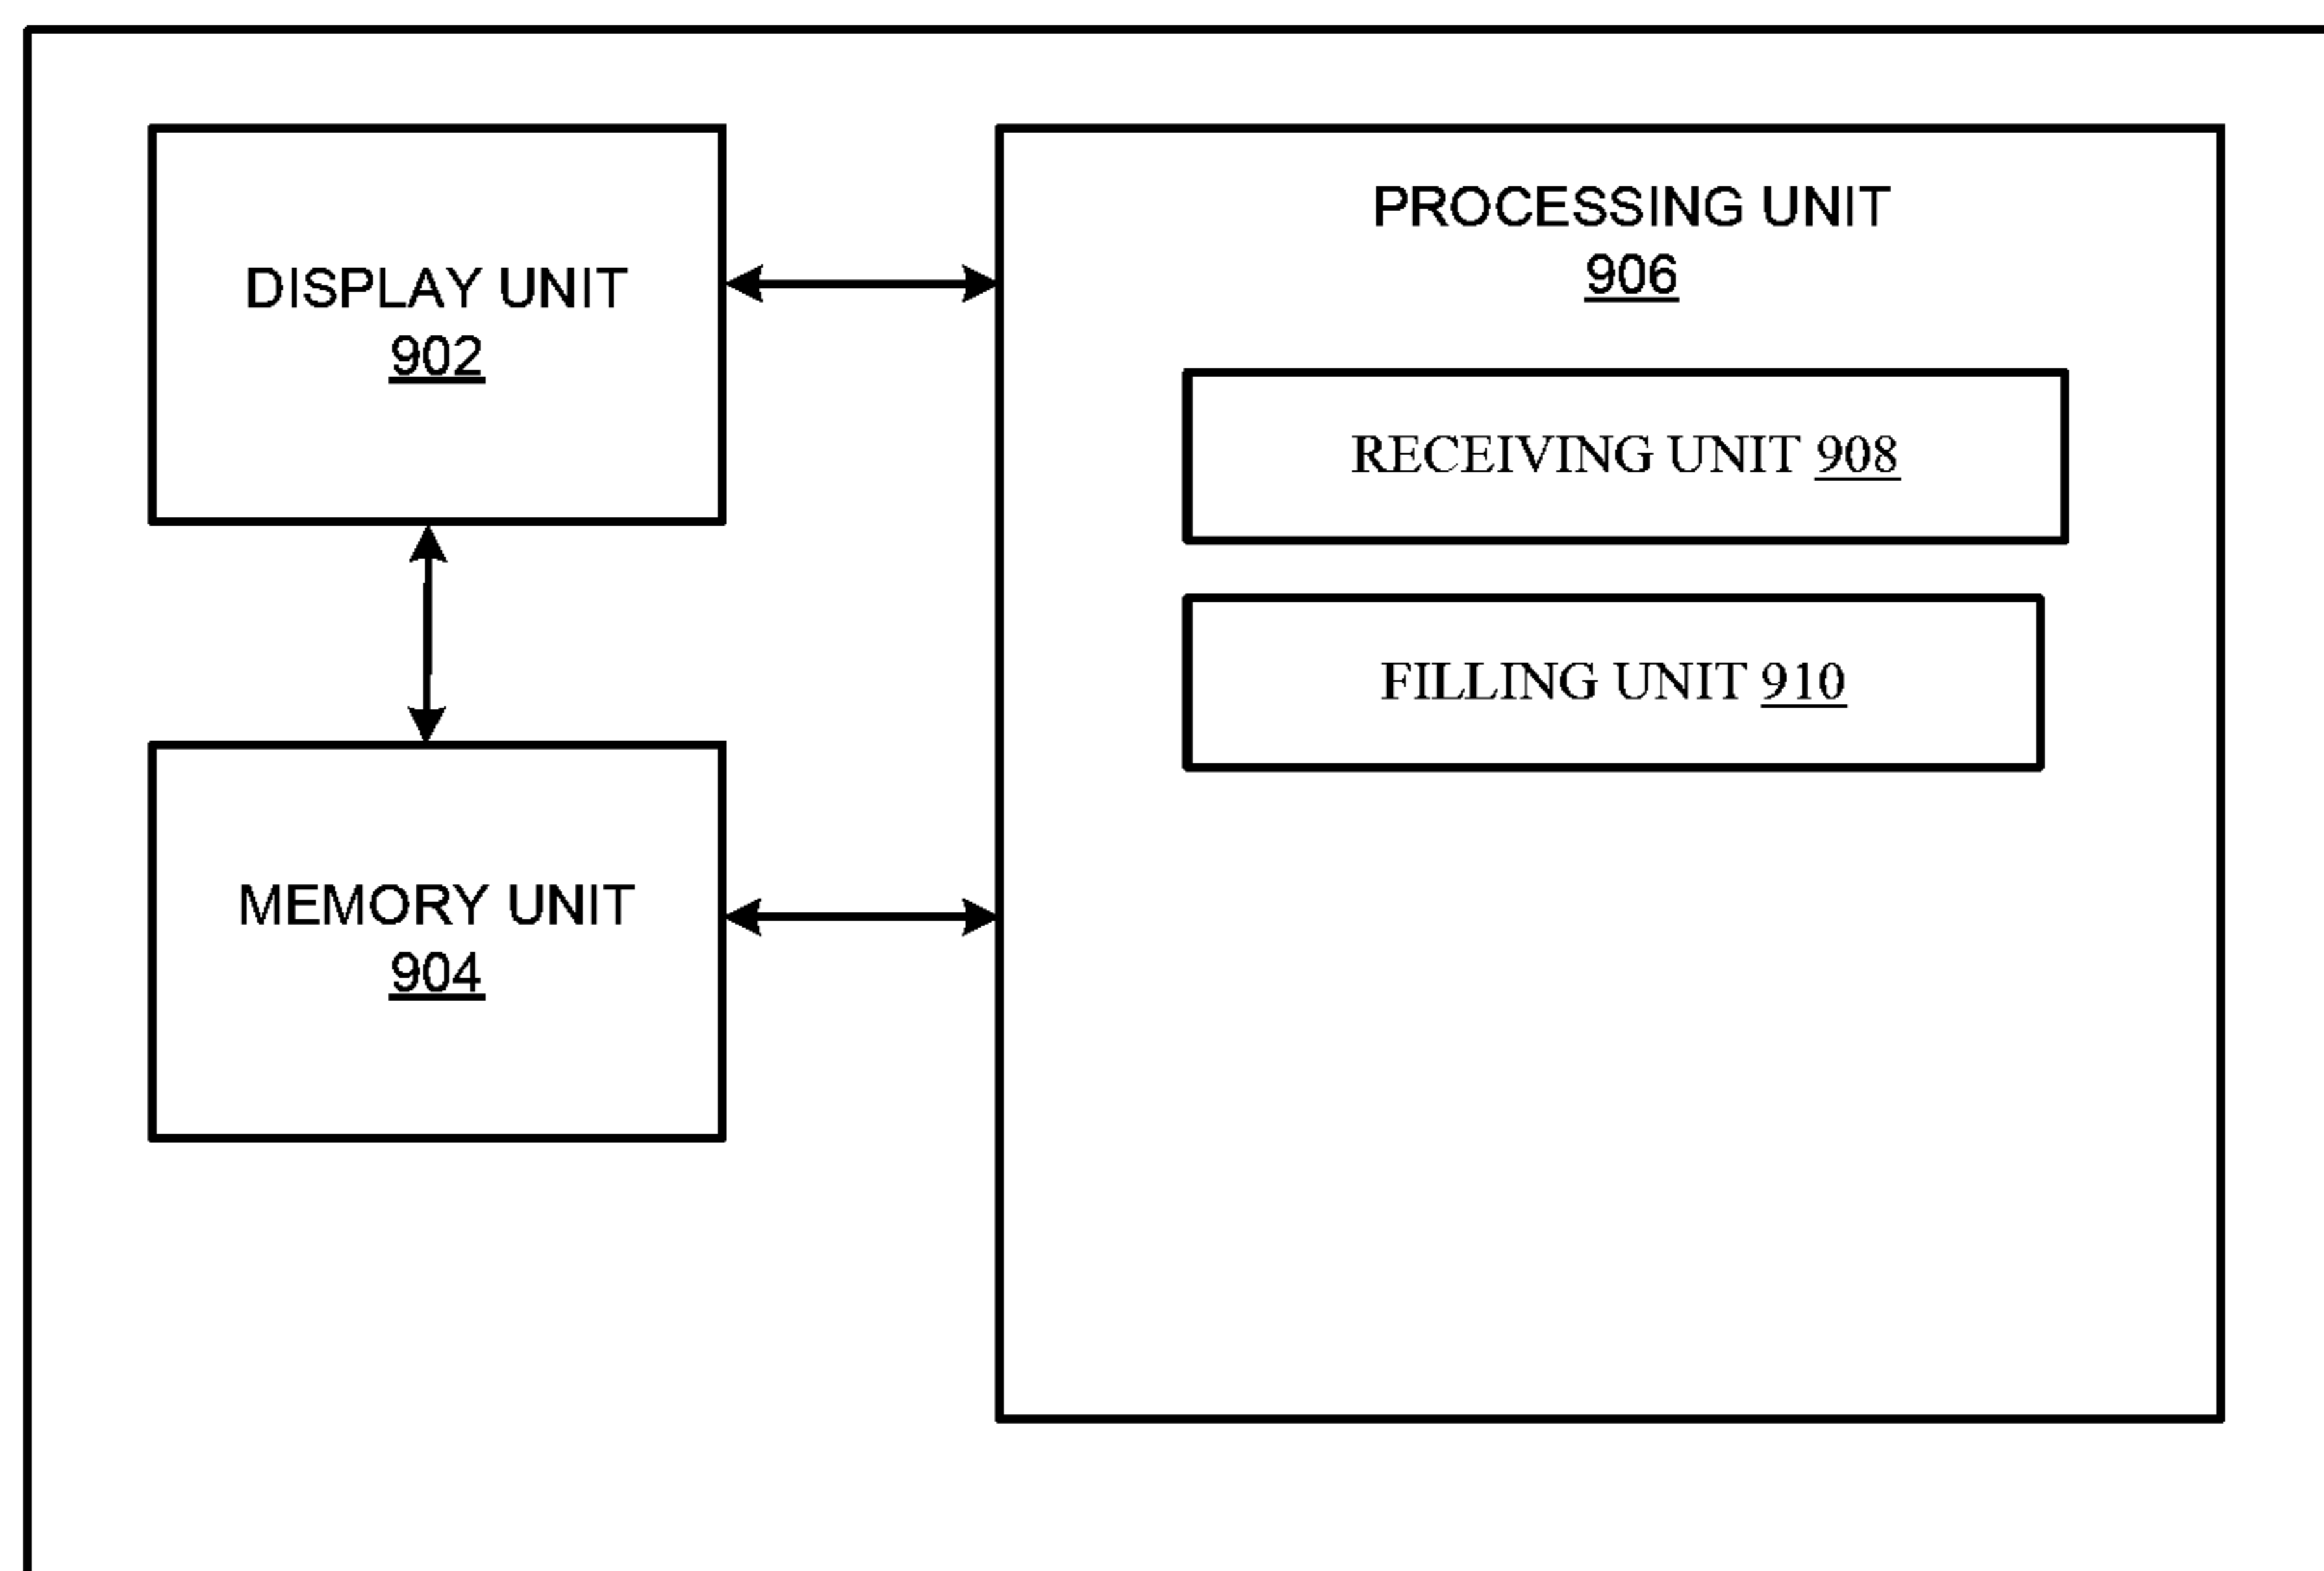 DISPLAY UNIT
902
PROCESSING UNIT
906
RECEIVING UNIT 908
FILLING UNIT 910
MEMORY UNIT
904